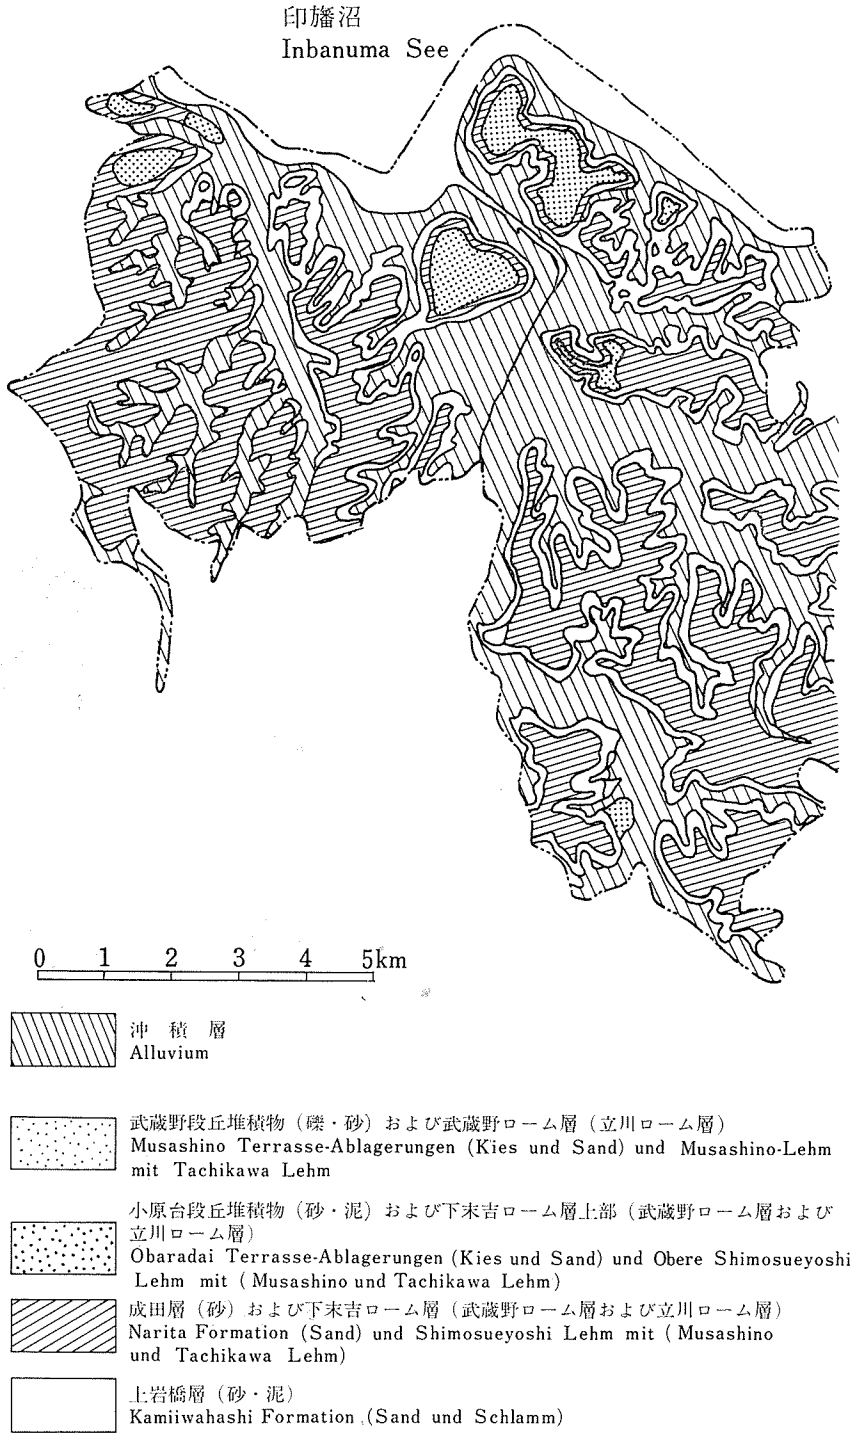 印旛沼
Inbanuma See
0 1 2 3 4 5km
沖積層
Alluvium
武蔵野段丘堆積物（礫・砂）および武蔵野ローム層（立川ローム層）
Musashino Terrasse-Ablagerungen (Kies und Sand) und Musashino-Lehm
mit Tachikawa Lehm
小原台段丘堆積物（砂・泥）および下末吉ローム層上部（武蔵野ローム層および
立川ローム層）
Obaradai Terrasse-Ablagerungen (Kies und Sand) und Obere Shimosueyoshi
Lehm mit ( Musashino und Tachikawa Lehm)
成田層（砂）および下末吉ローム層（武蔵野ローム層および立川ローム層）
Narita Formation (Sand) und Shimosueyoshi Lehm mit ( Musashino
und Tachikawa Lehm)
上岩橋層（砂・泥）
Kamiiwahashi Formation (Sand und Schlamm)